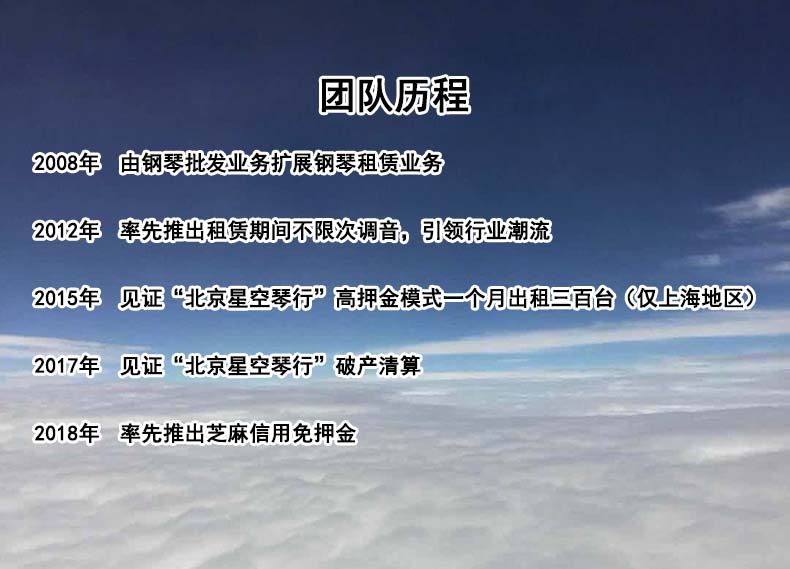 团队历程
2008年 由钢琴批发业务扩展钢琴租赁业务
2012年 率先推出租赁期间不限次调音，引领行业潮流
2015年 见证“北京星空琴行”高押金模式一个月出租三百台（仅上海地区）
2017年 见证“北京星空琴行”破产清算
2018年 率先推出芝麻信用免押金